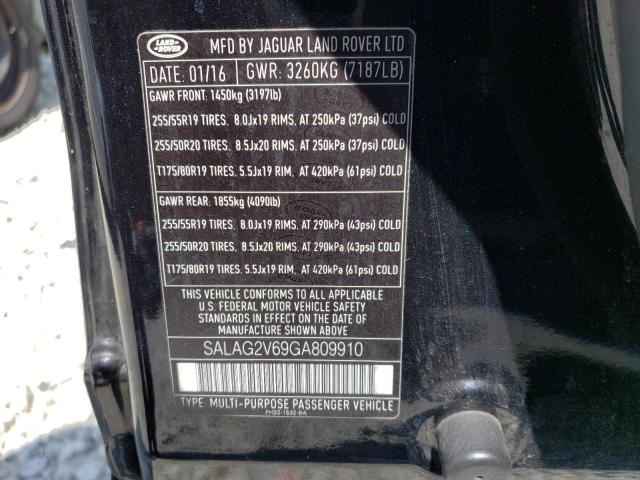 LAND ROVER
MFD BY JAGUAR LAND ROVER LTD
DATE: 01/16 GWR: 3260KG (7187LB)
GAWR FRONT: 1450kg (3197lb)
255/55R19 TIRES. 8.0Jx19 RIMS. AT 250kPa (37psi) COLD
255/50R20 TIRES. 8.5Jx20 RIMS. AT 250kPa (37psi) COLD
T175/80R19 TIRES. 5.5Jx19 RIM. AT 420kPa (61psi) COLD
GAWR REAR: 1855kg (4090lb)
255/55R19 TIRES. 8.0Jx19 RIMS. AT 290kPa (43psi) COLD
255/50R20 TIRES. 8.5Jx20 RIMS. AT 290kPa (43psi) COLD
T175/80R19 TIRES. 5.5Jx19 RIM. AT 420kPa (61psi) COLD
THIS VEHICLE CONFORMS TO ALL APPLICABLE
U.S. FEDERAL MOTOR VEHICLE SAFETY
STANDARDS IN EFFECT ON THE DATE OF
MANUFACTURE SHOWN ABOVE
SALAG2V69GA809910
TYPE: MULTI-PURPOSE PASSENGER VEHICLE
FH22-1532-BA